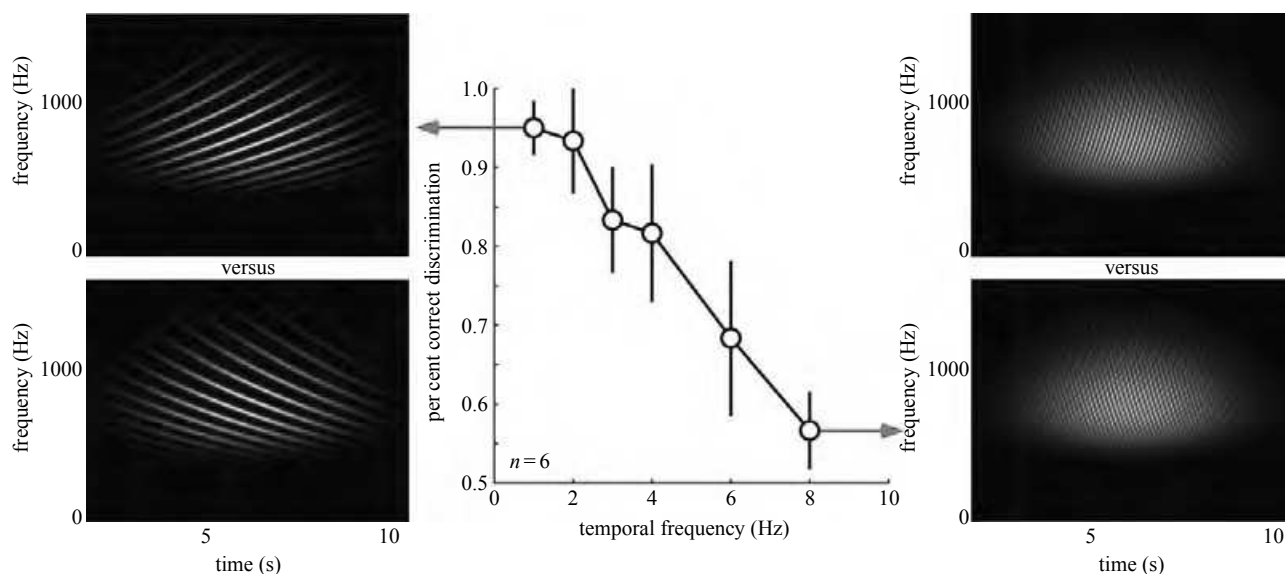 frequency (Hz)
1000
0
versus
frequency (Hz)
1000
0
5
10
time (s)
per cent correct discrimination
1.0
0.9
0.8
0.7
0.6
0.5
n=6
0
2
4
6
8
10
temporal frequency (Hz)
frequency (Hz)
1000
0
versus
frequency (Hz)
1000
0
5
10
time (s)